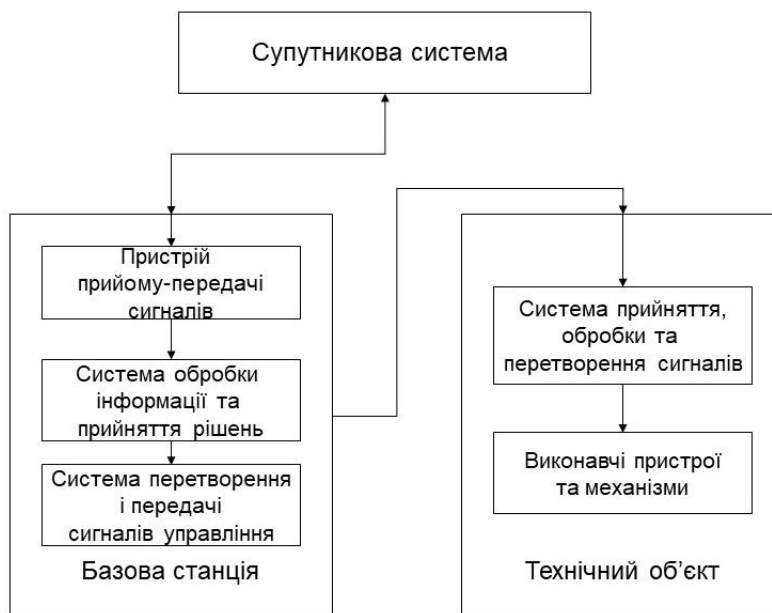 Супутникова система
Пристрій
прийому-передачі
сигналів
Система обробки
інформації та
прийняття рішень
Система перетворення
і передачі
сигналів управління
Базова станція
Система прийняття,
обробки та
перетворення сигналів
Виконавчі пристрої
та механізми
Технічний об’єкт